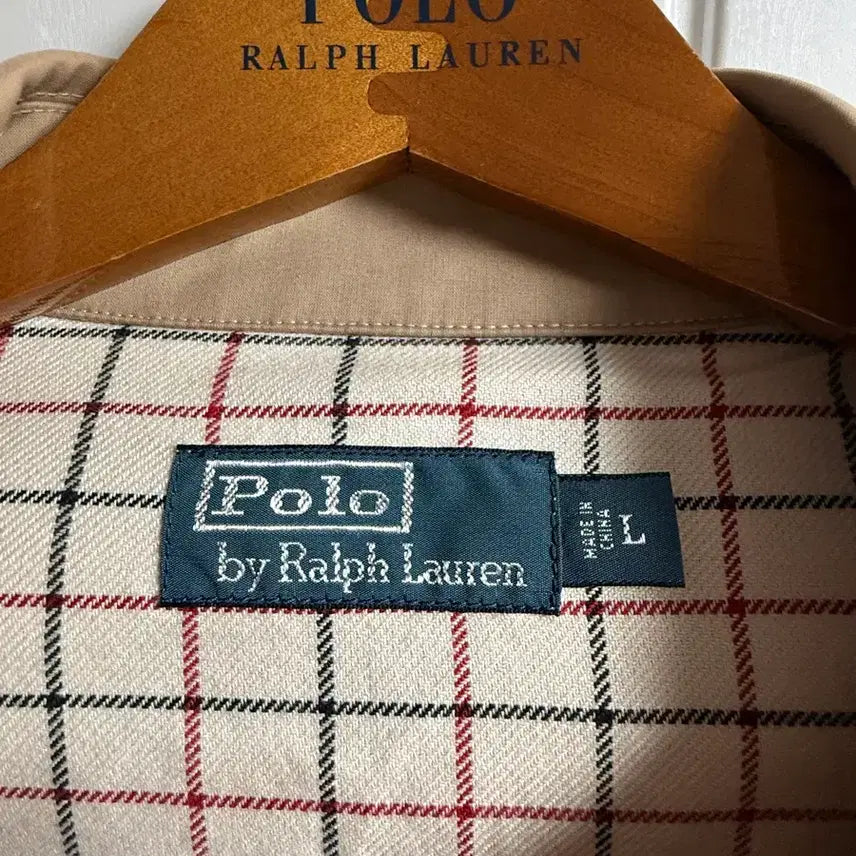 POLO
RALPH LAUREN
Polo
by Ralph Lauren
MADE IN
CHINA
L